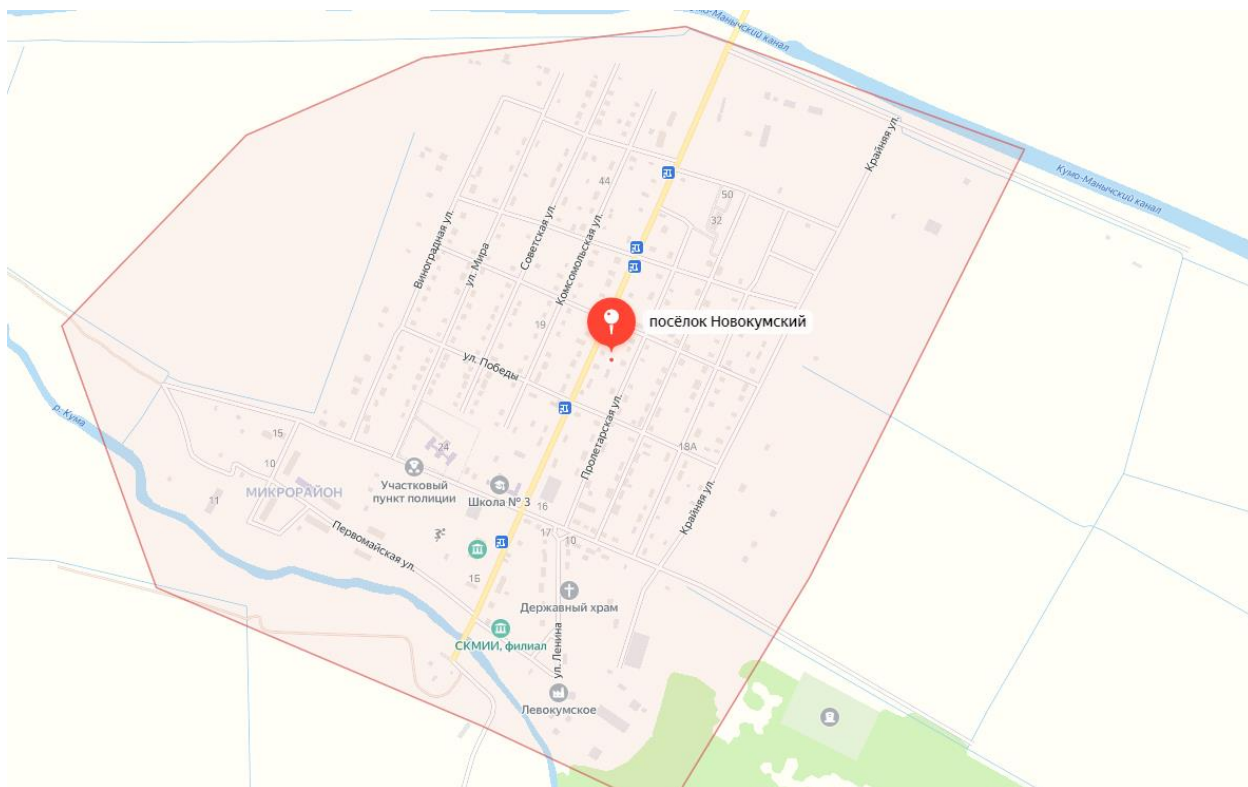 Кумо-Манычский канал
Крайняя ул.
Кумо-Манычский канал
50
44
32
Виноградная ул.
ул. Мира
Советская ул.
Комсомольская ул.
19
посёлок Новокумский
ул. Победы
р. Кума
Пролетарская ул.
15
24
18А
10
Участковый
пункт полиции
Школа № 3
МИКРОРАЙОН
11
16
Крайняя ул.
17
10
Первомайская ул.
1Б
Державный храм
СКМИИ, филиал
ул. Ленина
Левокумское